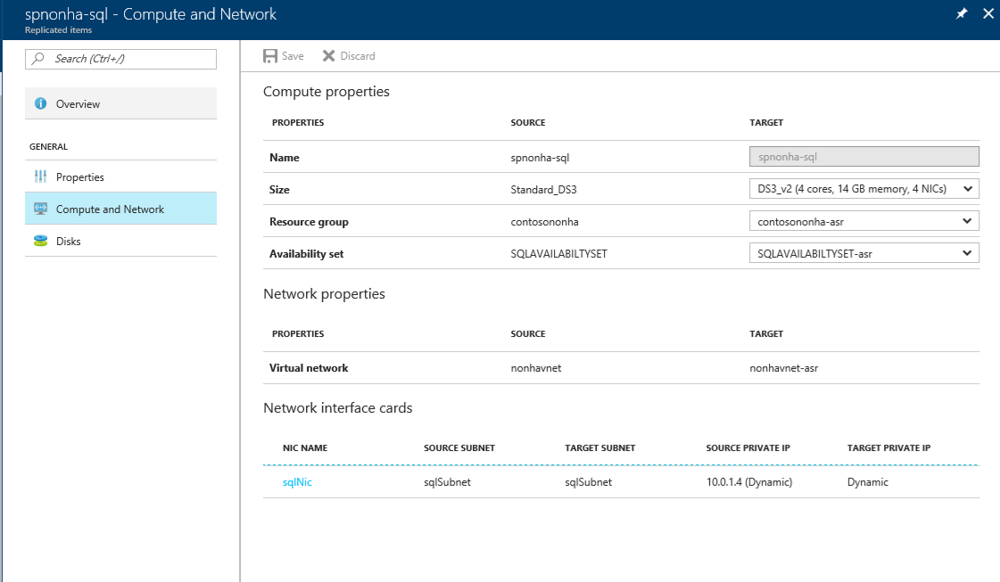 spnonha-sql - Compute and Network
Replicated items
Search (Ctrl+/)
Save Discard
Overview
GENERAL
Properties
Compute and Network
Disks
Compute properties
PROPERTIES SOURCE TARGET
Name spnonha-sql spnonha-sql
Size Standard_DS3 DS3_v2 (4 cores, 14 GB memory, 4 NICs)
Resource group contosononha contosononha-asr
Availability set SQLAVAILABILTYSET SQLAVAILABILTYSET-asr
Network properties
PROPERTIES SOURCE TARGET
Virtual network nonhavnet nonhavnet-asr
Network interface cards
NIC NAME SOURCE SUBNET TARGET SUBNET SOURCE PRIVATE IP TARGET PRIVATE IP
sqlNic sqlSubnet sqlSubnet 10.0.1.4 (Dynamic) Dynamic